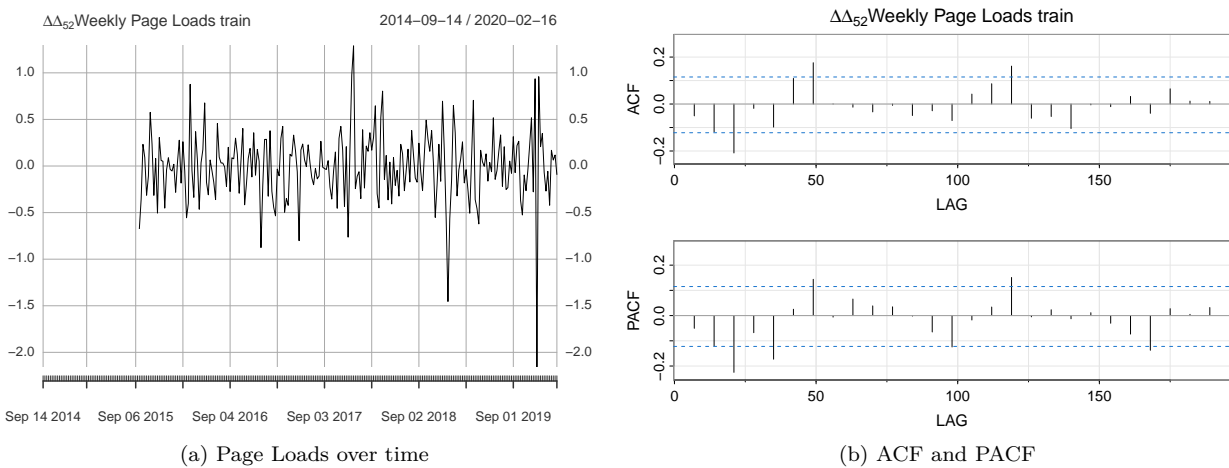 ΔΔ₅₂Weekly Page Loads train 2014−09−14 / 2020−02−16
1.0 1.0
0.5 0.5
0.0 0.0
−0.5 −0.5
−1.0 −1.0
−1.5 −1.5
−2.0 −2.0
Sep 14 2014 Sep 06 2015 Sep 04 2016 Sep 03 2017 Sep 02 2018 Sep 01 2019
(a) Page Loads over time
ΔΔ₅₂Weekly Page Loads train
ACF
0.2
0.0
−0.2
0 50 100 150
LAG
PACF
0.2
0.0
−0.2
0 50 100 150
LAG
(b) ACF and PACF